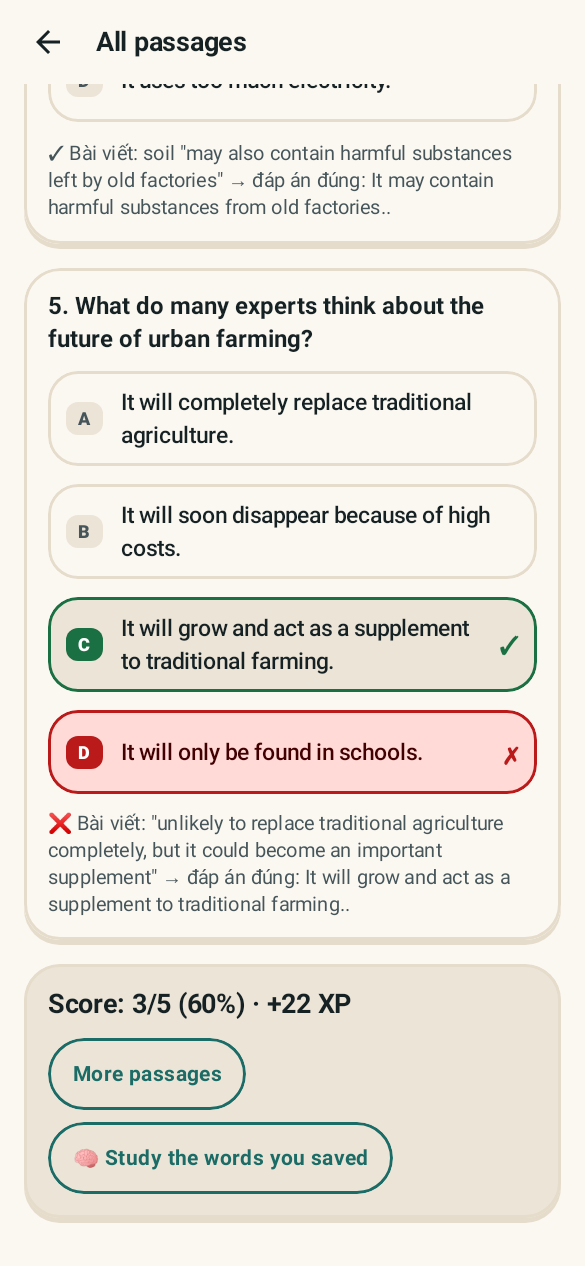 ← All passages
It uses too much electricity.
✓ Bài viết: soil "may also contain harmful substances
left by old factories" → đáp án đúng: It may contain
harmful substances from old factories..
5. What do many experts think about the
future of urban farming?
A It will completely replace traditional
agriculture.
B It will soon disappear because of high
costs.
C It will grow and act as a supplement ✓
to traditional farming.
D It will only be found in schools. ✗
❌ Bài viết: "unlikely to replace traditional agriculture
completely, but it could become an important
supplement" → đáp án đúng: It will grow and act as a
supplement to traditional farming..
Score: 3/5 (60%) · +22 XP
More passages
🧠 Study the words you saved